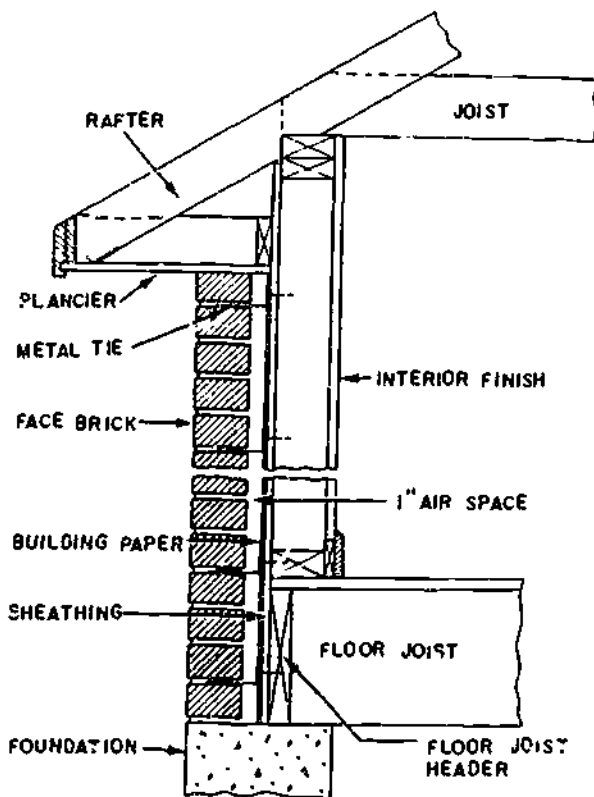 JOIST
RAFTER
PLANCIER
METAL TIE
INTERIOR FINISH
FACE BRICK
1" AIR SPACE
BUILDING PAPER
SHEATHING
FLOOR JOIST
FOUNDATION
FLOOR JOIST
HEADER